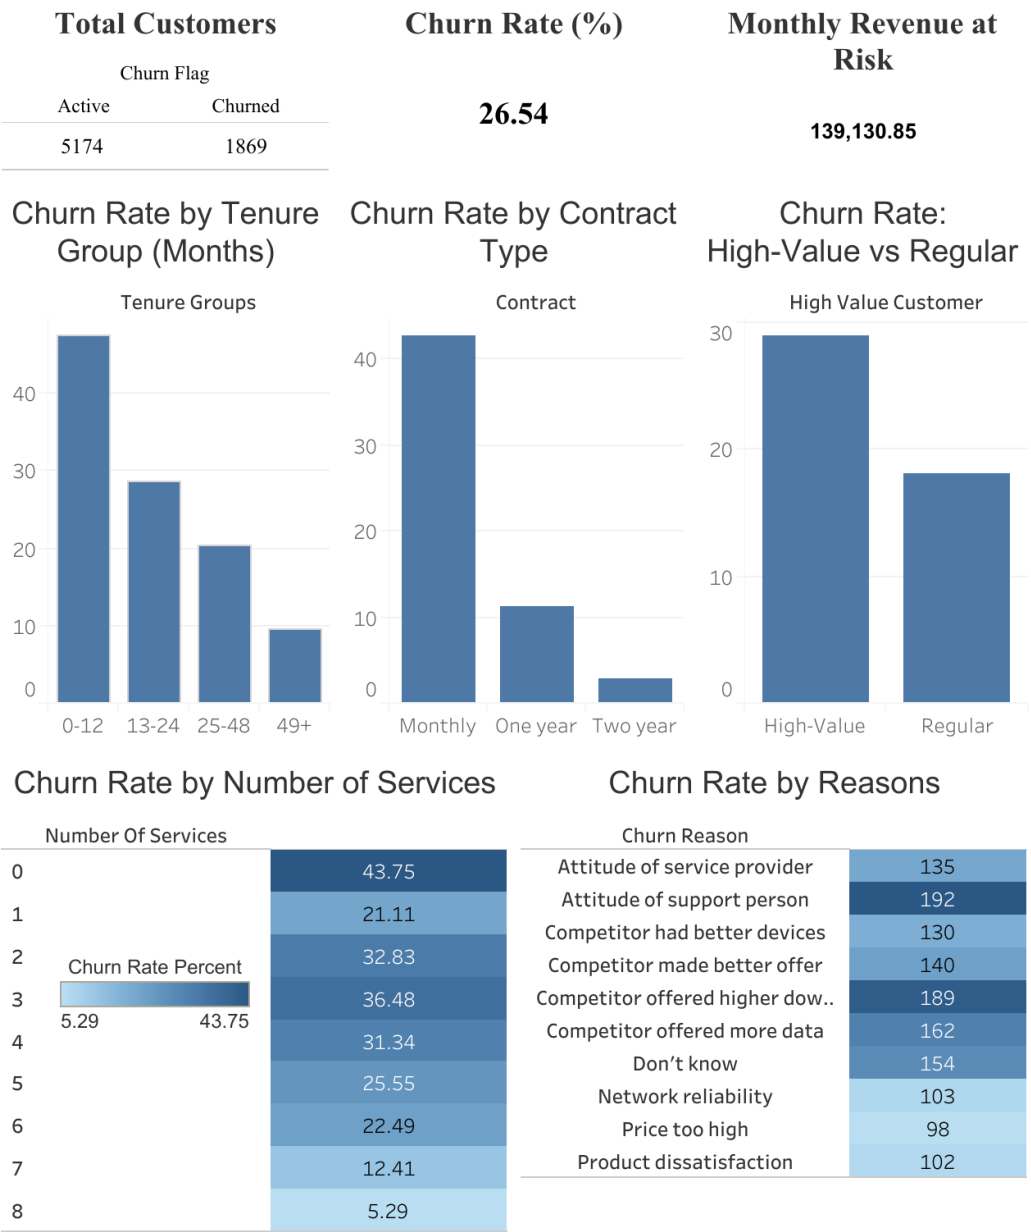 Total Customers
Churn Flag
Active Churned
5174 1869
Churn Rate (%)
26.54
Monthly Revenue at
Risk
139,130.85
Churn Rate by Tenure
Group (Months)
Tenure Groups
40
30
20
10
0
0-12 13-24 25-48 49+
Churn Rate by Contract
Type
Contract
40
30
20
10
0
Monthly One year Two year
Churn Rate:
High-Value vs Regular
High Value Customer
30
20
10
0
High-Value Regular
Churn Rate by Number of Services
Number Of Services
0 43.75
1 21.11
2 32.83
3 36.48
4 31.34
5 25.55
6 22.49
7 12.41
8 5.29
Churn Rate Percent
5.29 43.75
Churn Rate by Reasons
Churn Reason
Attitude of service provider 135
Attitude of support person 192
Competitor had better devices 130
Competitor made better offer 140
Competitor offered higher dow.. 189
Competitor offered more data 162
Don't know 154
Network reliability 103
Price too high 98
Product dissatisfaction 102